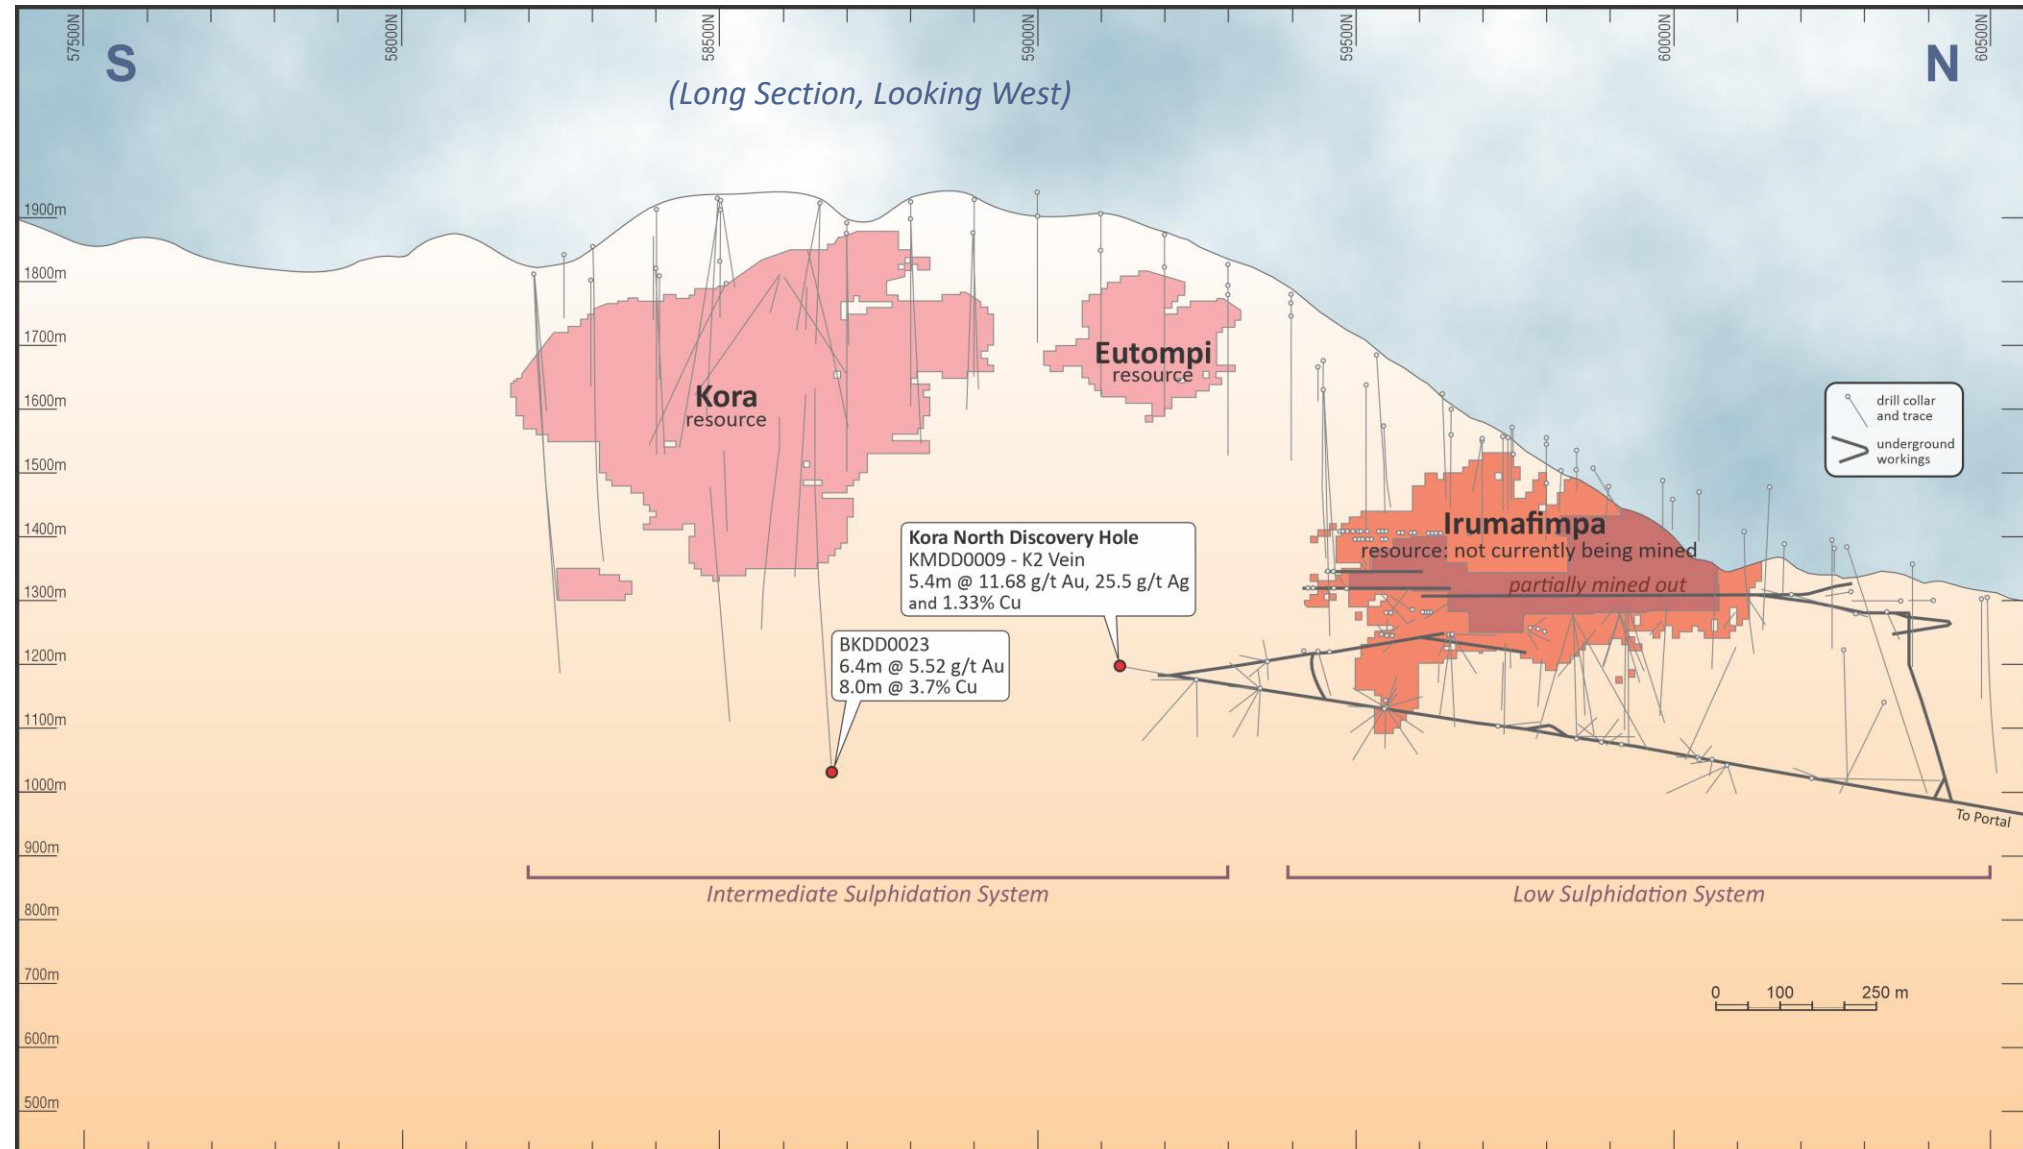 57500N
58000N
58500N
59000N
59500N
60000N
60500N
S
N
(Long Section, Looking West)
1900m
1800m
1700m
1600m
1500m
1400m
1300m
1200m
1100m
1000m
900m
800m
700m
600m
500m
Kora
resource
Eutompi
resource
Irumafimpa
resource: not currently being mined
partially mined out
drill collar
and trace
underground
workings
Kora North Discovery Hole
KMDD0009 - K2 Vein
5.4m @ 11.68 g/t Au, 25.5 g/t Ag
and 1.33% Cu
BKDD0023
6.4m @ 5.52 g/t Au
8.0m @ 3.7% Cu
To Portal
Intermediate Sulphidation System
Low Sulphidation System
0 100 250 m